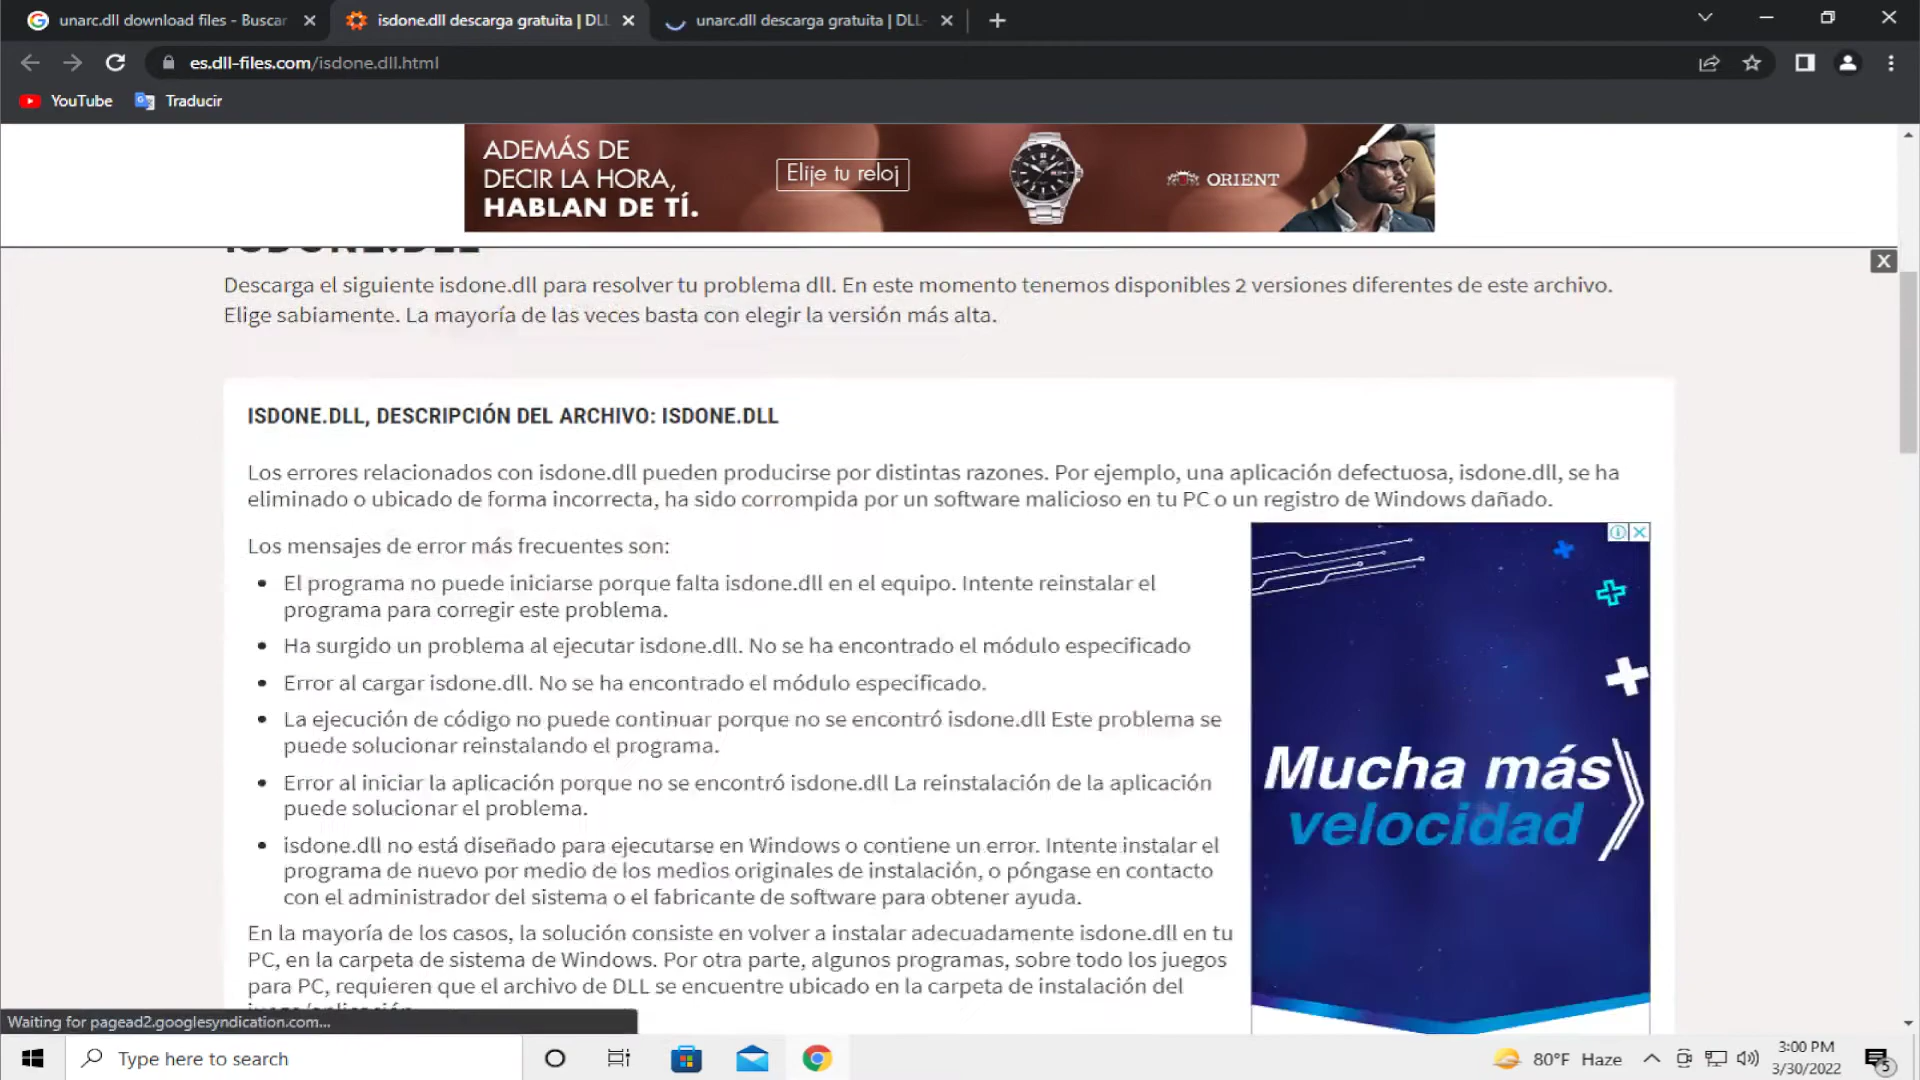 unarc.dll download files - Buscar
isdone.dll descarga gratuita | DLL
unarc.dll descarga gratuita | DLL-
es.dll-files.com/isdone.dll.html
YouTube
Traducir
ADEMÁS DE
DECIR LA HORA,
HABLAN DE TÍ.
Elije tu reloj
ORIENT
ISDONE.DLL
X
Descarga el siguiente isdone.dll para resolver tu problema dll. En este momento tenemos disponibles 2 versiones diferentes de este archivo.
Elige sabiamente. La mayoría de las veces basta con elegir la versión más alta.
ISDONE.DLL, DESCRIPCIÓN DEL ARCHIVO: ISDONE.DLL
Los errores relacionados con isdone.dll pueden producirse por distintas razones. Por ejemplo, una aplicación defectuosa, isdone.dll, se ha
eliminado o ubicado de forma incorrecta, ha sido corrompida por un software malicioso en tu PC o un registro de Windows dañado.
Los mensajes de error más frecuentes son:
• El programa no puede iniciarse porque falta isdone.dll en el equipo. Intente reinstalar el
programa para corregir este problema.
• Ha surgido un problema al ejecutar isdone.dll. No se ha encontrado el módulo especificado
• Error al cargar isdone.dll. No se ha encontrado el módulo especificado.
• La ejecución de código no puede continuar porque no se encontró isdone.dll Este problema se
puede solucionar reinstalando el programa.
• Error al iniciar la aplicación porque no se encontró isdone.dll La reinstalación de la aplicación
puede solucionar el problema.
• isdone.dll no está diseñado para ejecutarse en Windows o contiene un error. Intente instalar el
programa de nuevo por medio de los medios originales de instalación, o póngase en contacto
con el administrador del sistema o el fabricante de software para obtener ayuda.
En la mayoría de los casos, la solución consiste en volver a instalar adecuadamente isdone.dll en tu
PC, en la carpeta de sistema de Windows. Por otra parte, algunos programas, sobre todo los juegos
para PC, requieren que el archivo de DLL se encuentre ubicado en la carpeta de instalación del
Mucha más
velocidad
Waiting for pagead2.googlesyndication.com...
Type here to search
80°F Haze
3:00 PM
3/30/2022
5